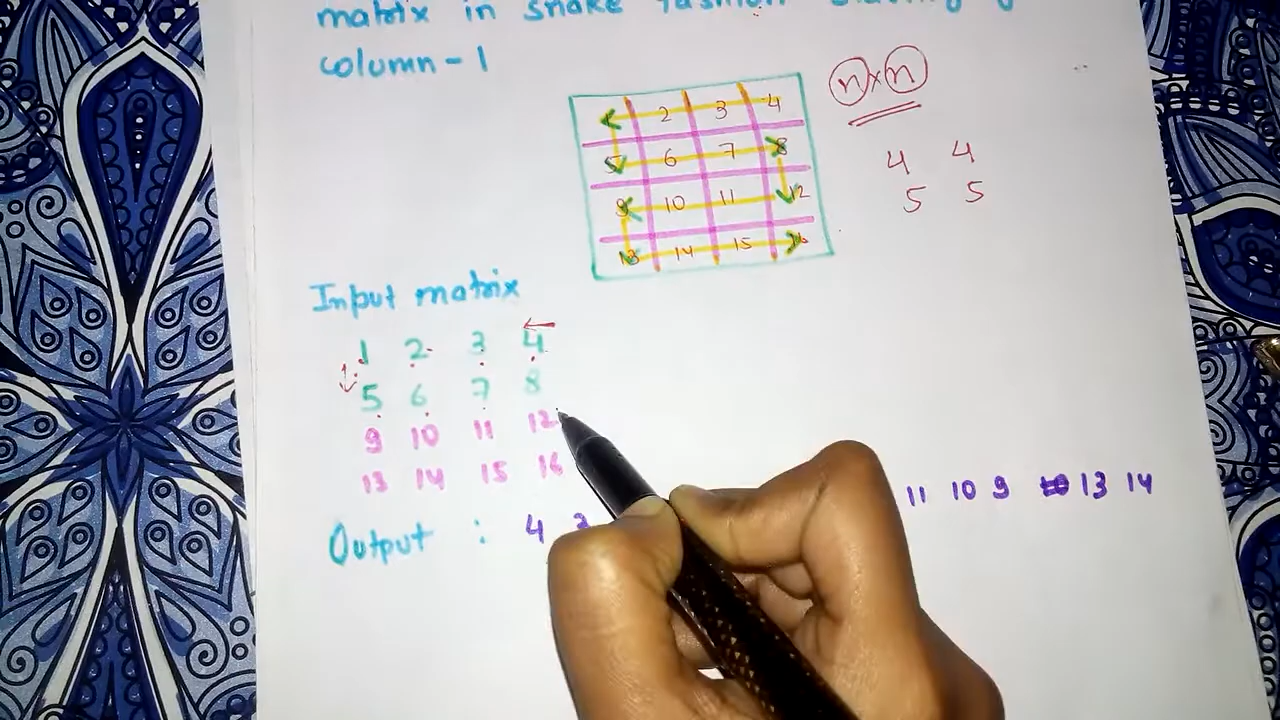 matrix in snake fashion
column - 1
n x n
2 3 4
5 6 7 8
9 10 11 12
13 14 15 16
4 4
5 5
Input matrix
1 2 3 4
5 6 7 8
9 10 11 12
13 14 15 16
Output : 4 3 11 10 9 13 14